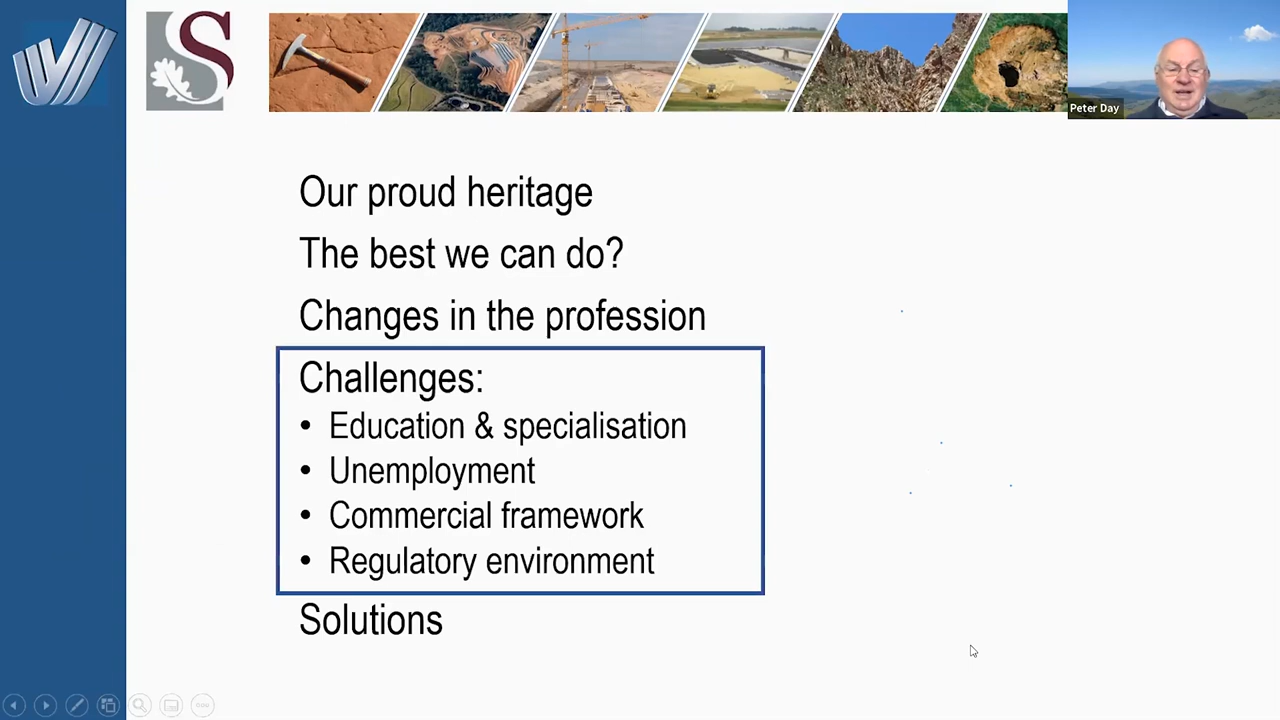 Peter Day
Our proud heritage
The best we can do?
Changes in the profession
Challenges:
• Education & specialisation
• Unemployment
• Commercial framework
• Regulatory environment
Solutions